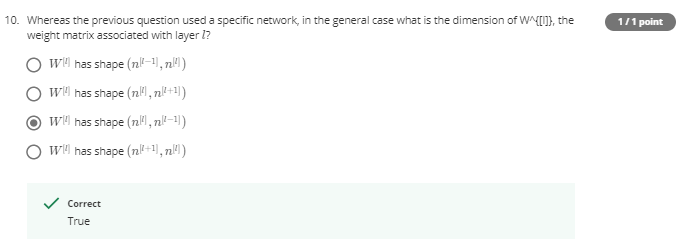 10. Whereas the previous question used a specific network, in the general case what is the dimension of W^{[l]}, the
weight matrix associated with layer l?
1 / 1 point
W^{[l]} has shape (n^{[l−1]}, n^{[l]})
W^{[l]} has shape (n^{[l]}, n^{[l+1]})
W^{[l]} has shape (n^{[l]}, n^{[l−1]})
W^{[l]} has shape (n^{[l+1]}, n^{[l]})
Correct
True